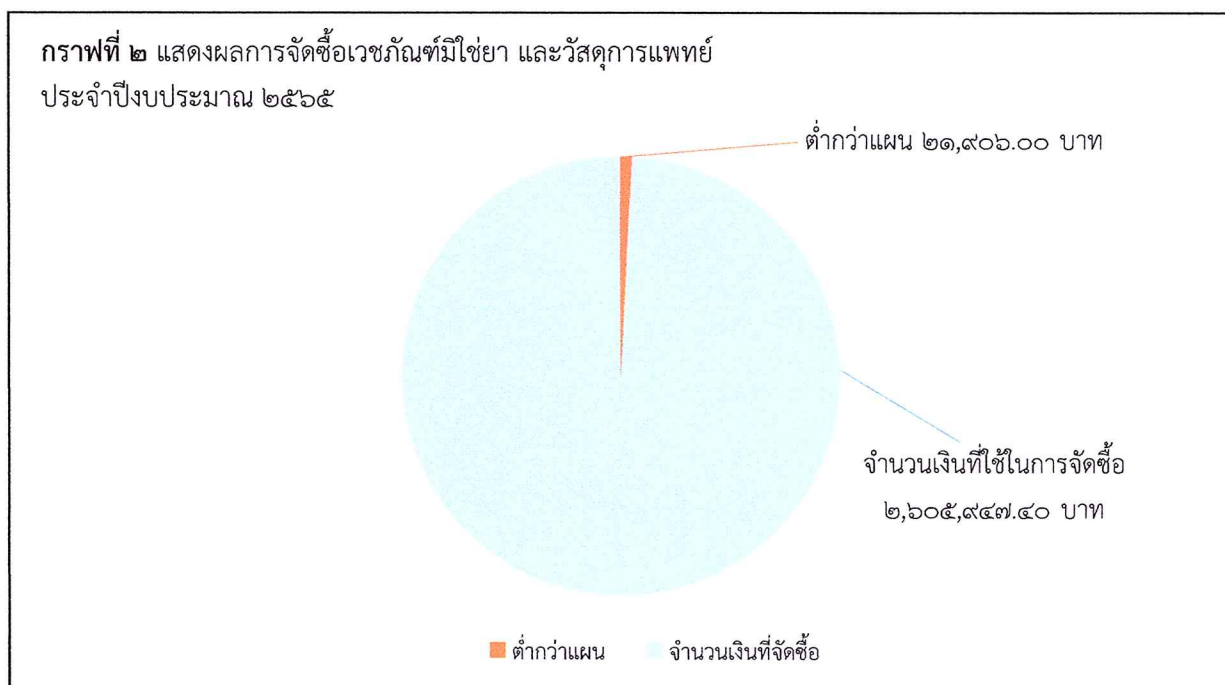 กราฟที่ ๒ แสดงผลการจัดซื้อเวชภัณฑ์มิใช่ยา และวัสดุการแพทย์
ประจำปีงบประมาณ ๒๕๖๕
ต่ำกว่าแผน ๒๑,๙๐๖.๐๐ บาท
จำนวนเงินที่ใช้ในการจัดซื้อ
๒,๖๐๕,๙๔๗.๔๐ บาท
ต่ำกว่าแผน
จำนวนเงินที่จัดซื้อ